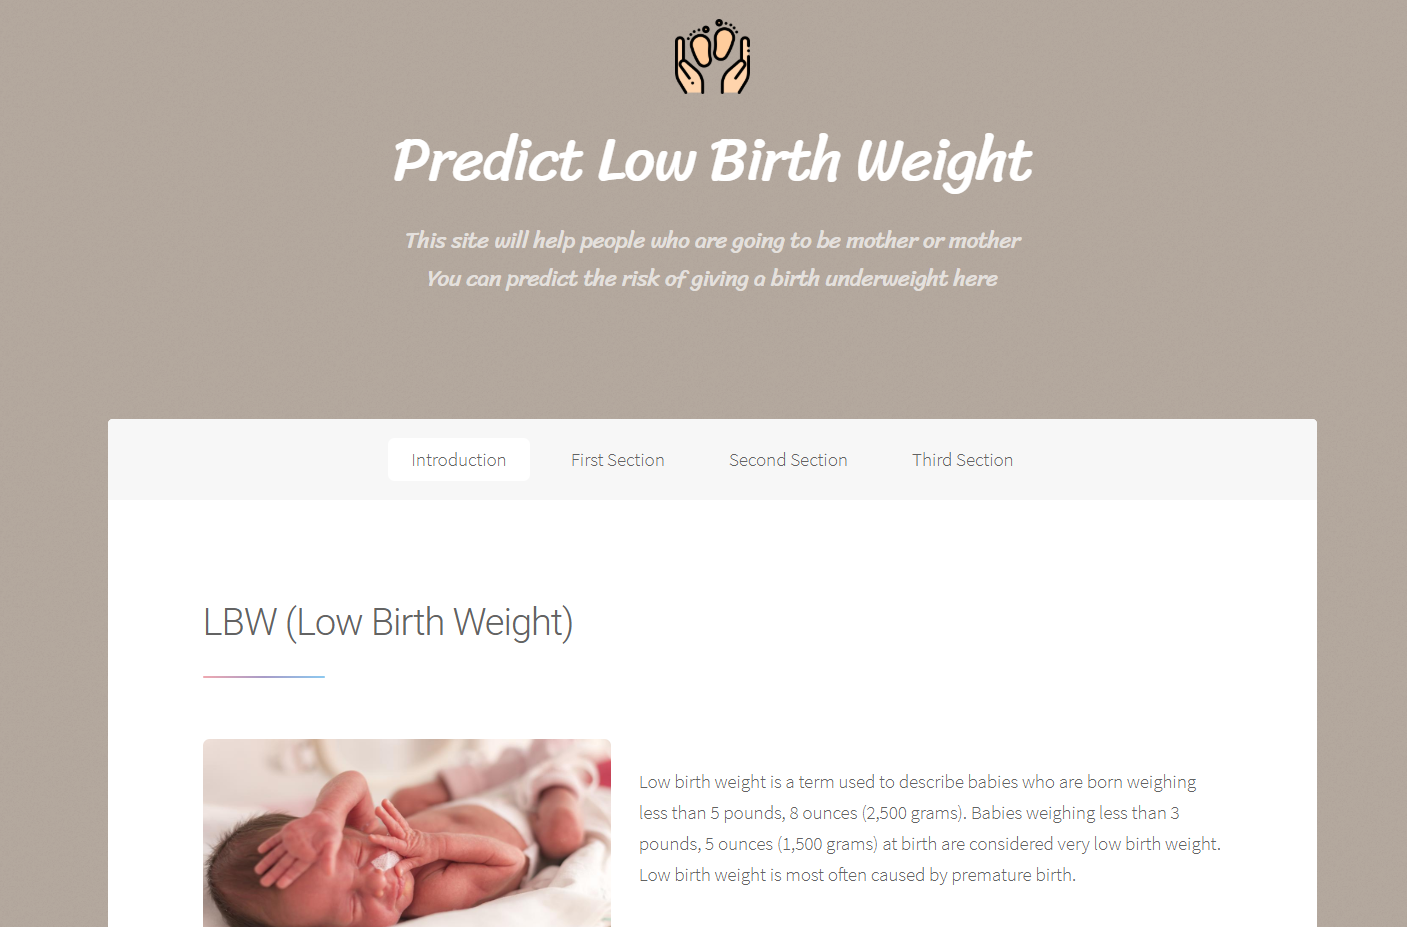 Predict Low Birth Weight
This site will help people who are going to be mother or mother
You can predict the risk of giving a birth underweight here
Introduction First Section Second Section Third Section
LBW (Low Birth Weight)
Low birth weight is a term used to describe babies who are born weighing
less than 5 pounds, 8 ounces (2,500 grams). Babies weighing less than 3
pounds, 5 ounces (1,500 grams) at birth are considered very low birth weight.
Low birth weight is most often caused by premature birth.